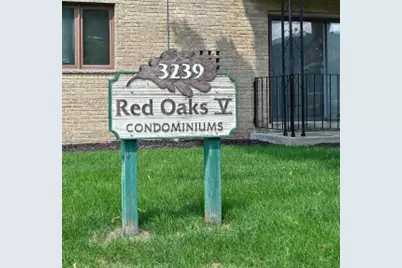 3239
Red Oaks V
CONDOMINIUMS